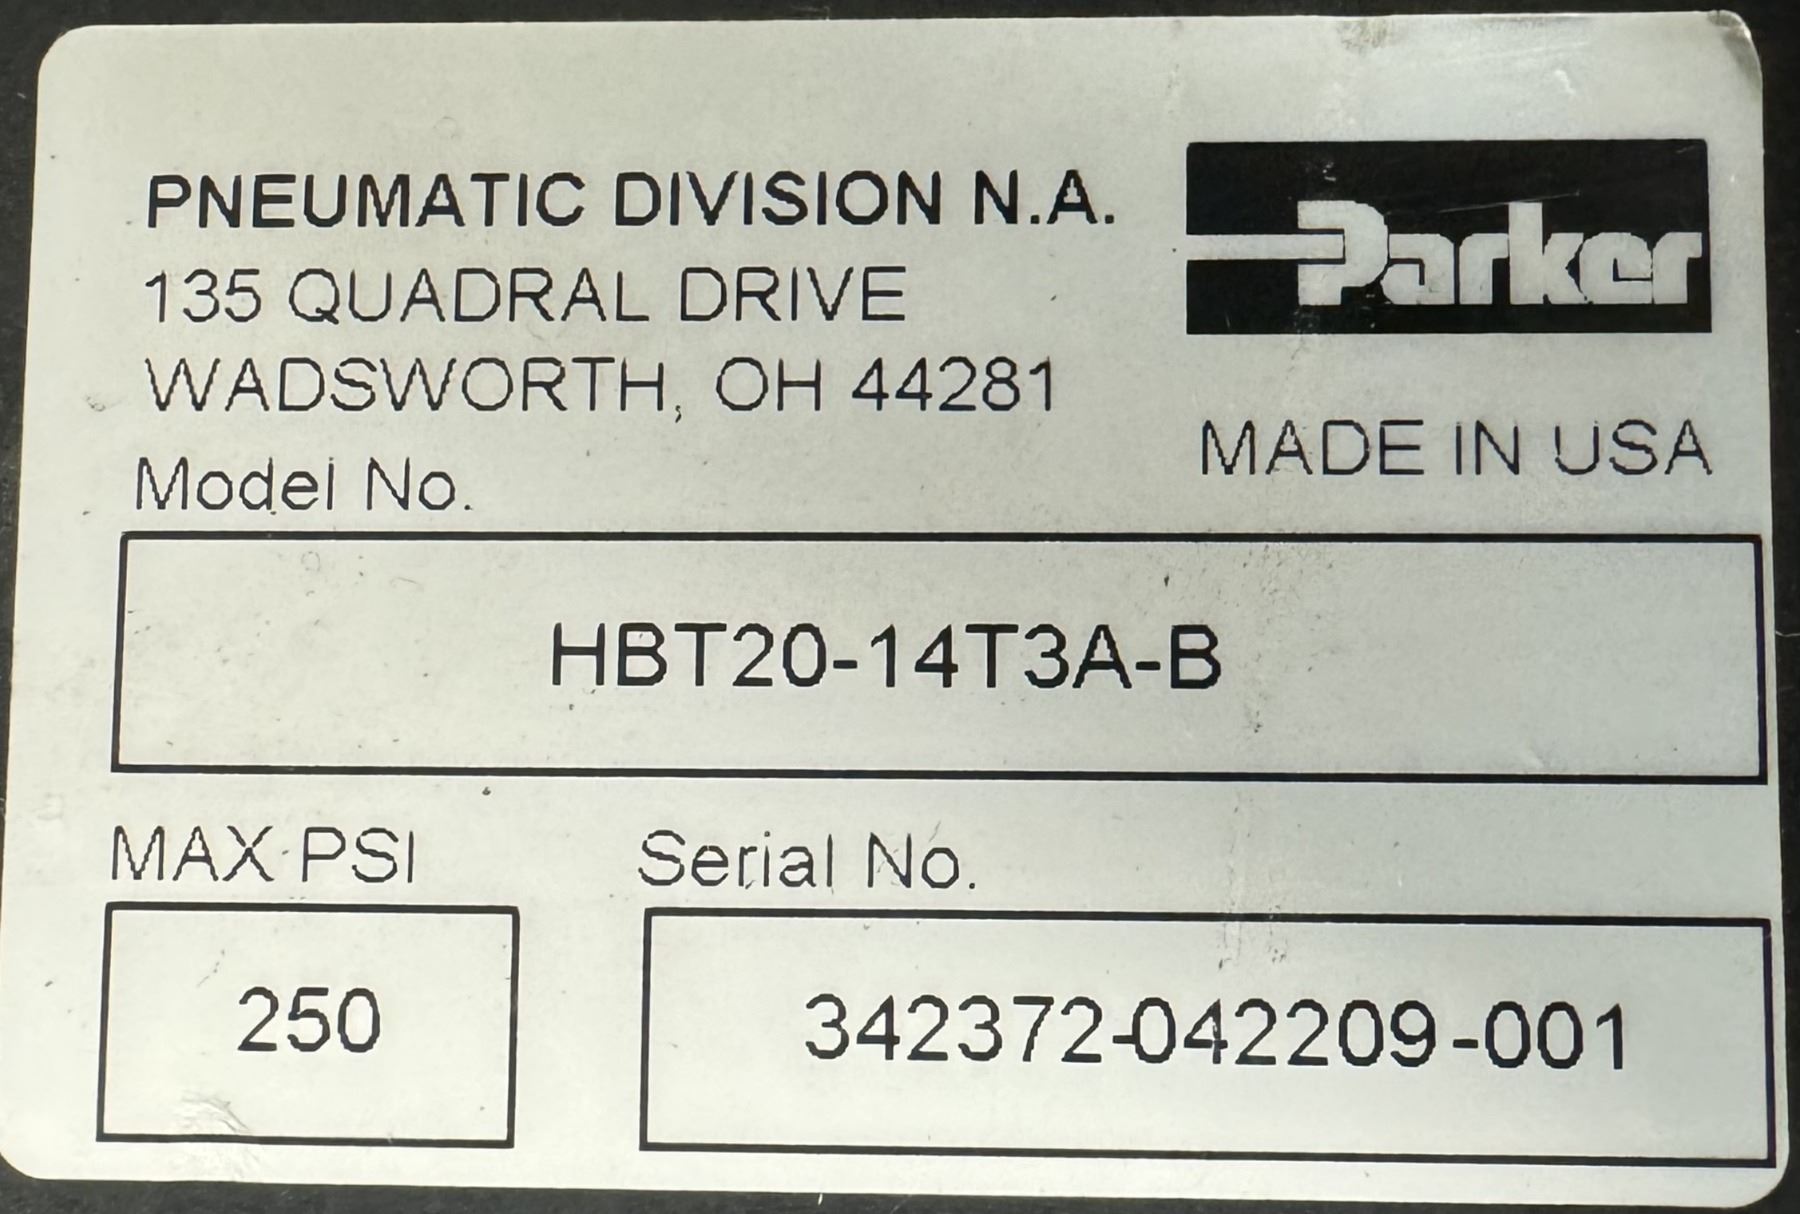 PNEUMATIC DIVISION N.A.
135 QUADRAL DRIVE
WADSWORTH, OH 44281
Parker
MADE IN USA
Model No.
HBT20-14T3A-B
MAX PSI
250
Serial No.
342372-042209-001